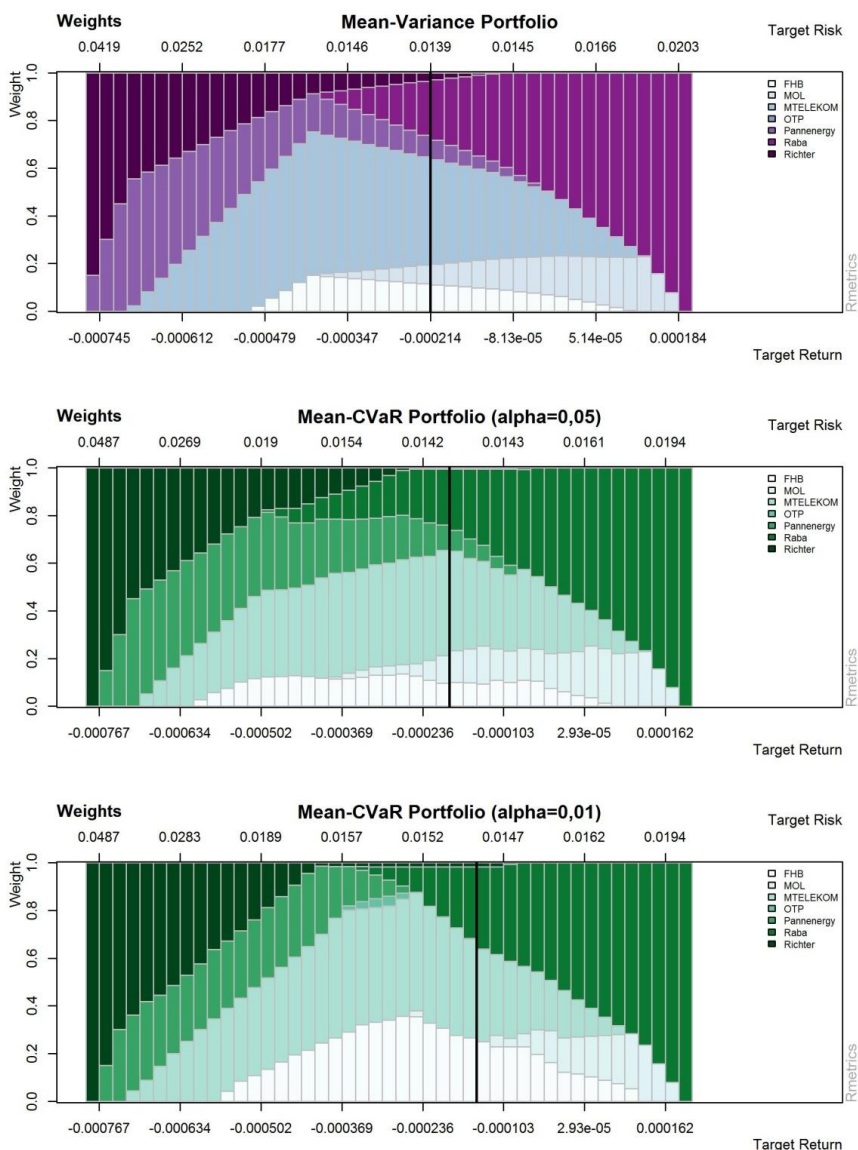 Weights Mean-Variance Portfolio Target Risk
0.0419 0.0252 0.0177 0.0146 0.0139 0.0145 0.0166 0.0203
Weight
0.0 0.2 0.4 0.6 0.8 1.0
FHB
MOL
MTELEKOM
OTP
Pannenergy
Raba
Richter
Rmetrics
-0.000745 -0.000612 -0.000479 -0.000347 -0.000214 -8.13e-05 5.14e-05 0.000184
Target Return
Weights Mean-CVaR Portfolio (alpha=0,05) Target Risk
0.0487 0.0269 0.019 0.0154 0.0142 0.0143 0.0161 0.0194
Weight
0.0 0.2 0.4 0.6 0.8 1.0
FHB
MOL
MTELEKOM
OTP
Pannenergy
Raba
Richter
Rmetrics
-0.000767 -0.000634 -0.000502 -0.000369 -0.000236 -0.000103 2.93e-05 0.000162
Target Return
Weights Mean-CVaR Portfolio (alpha=0,01) Target Risk
0.0487 0.0283 0.0189 0.0157 0.0152 0.0147 0.0162 0.0194
Weight
0.0 0.2 0.4 0.6 0.8 1.0
FHB
MOL
MTELEKOM
OTP
Pannenergy
Raba
Richter
Rmetrics
-0.000767 -0.000634 -0.000502 -0.000369 -0.000236 -0.000103 2.93e-05 0.000162
Target Return